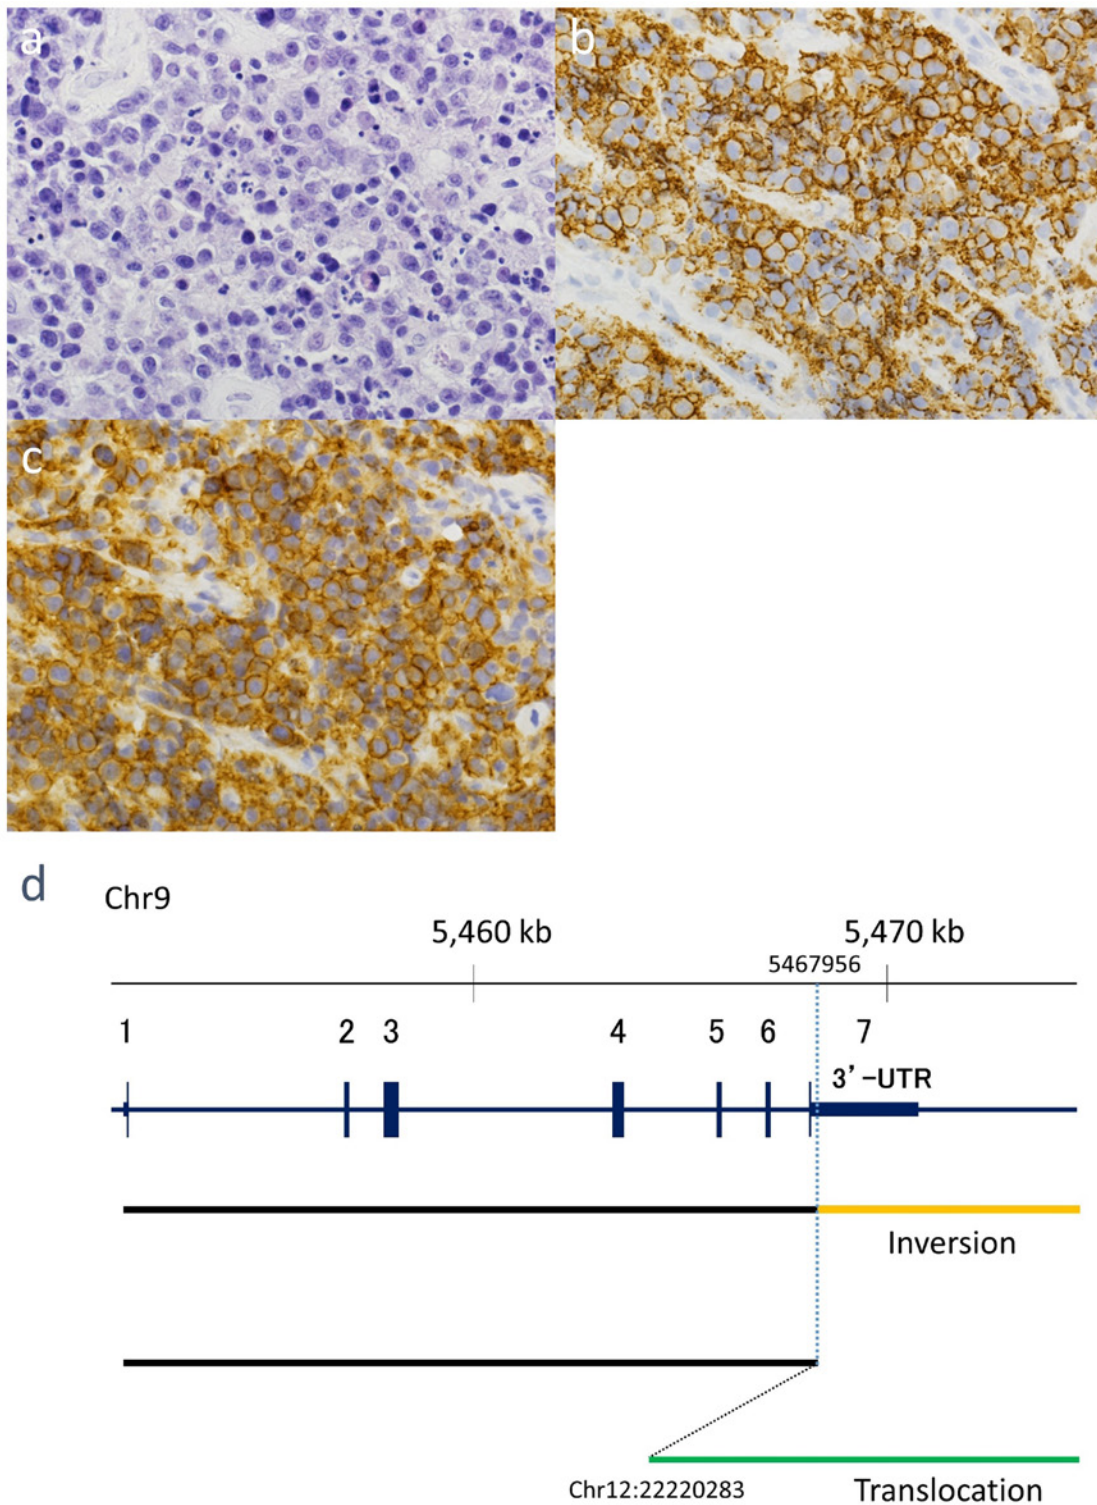 a
b
c
d
Chr9
5,460 kb
5,470 kb
5467956
1 2 3 4 5 6 7
3'-UTR
Inversion
Chr12:22220283
Translocation